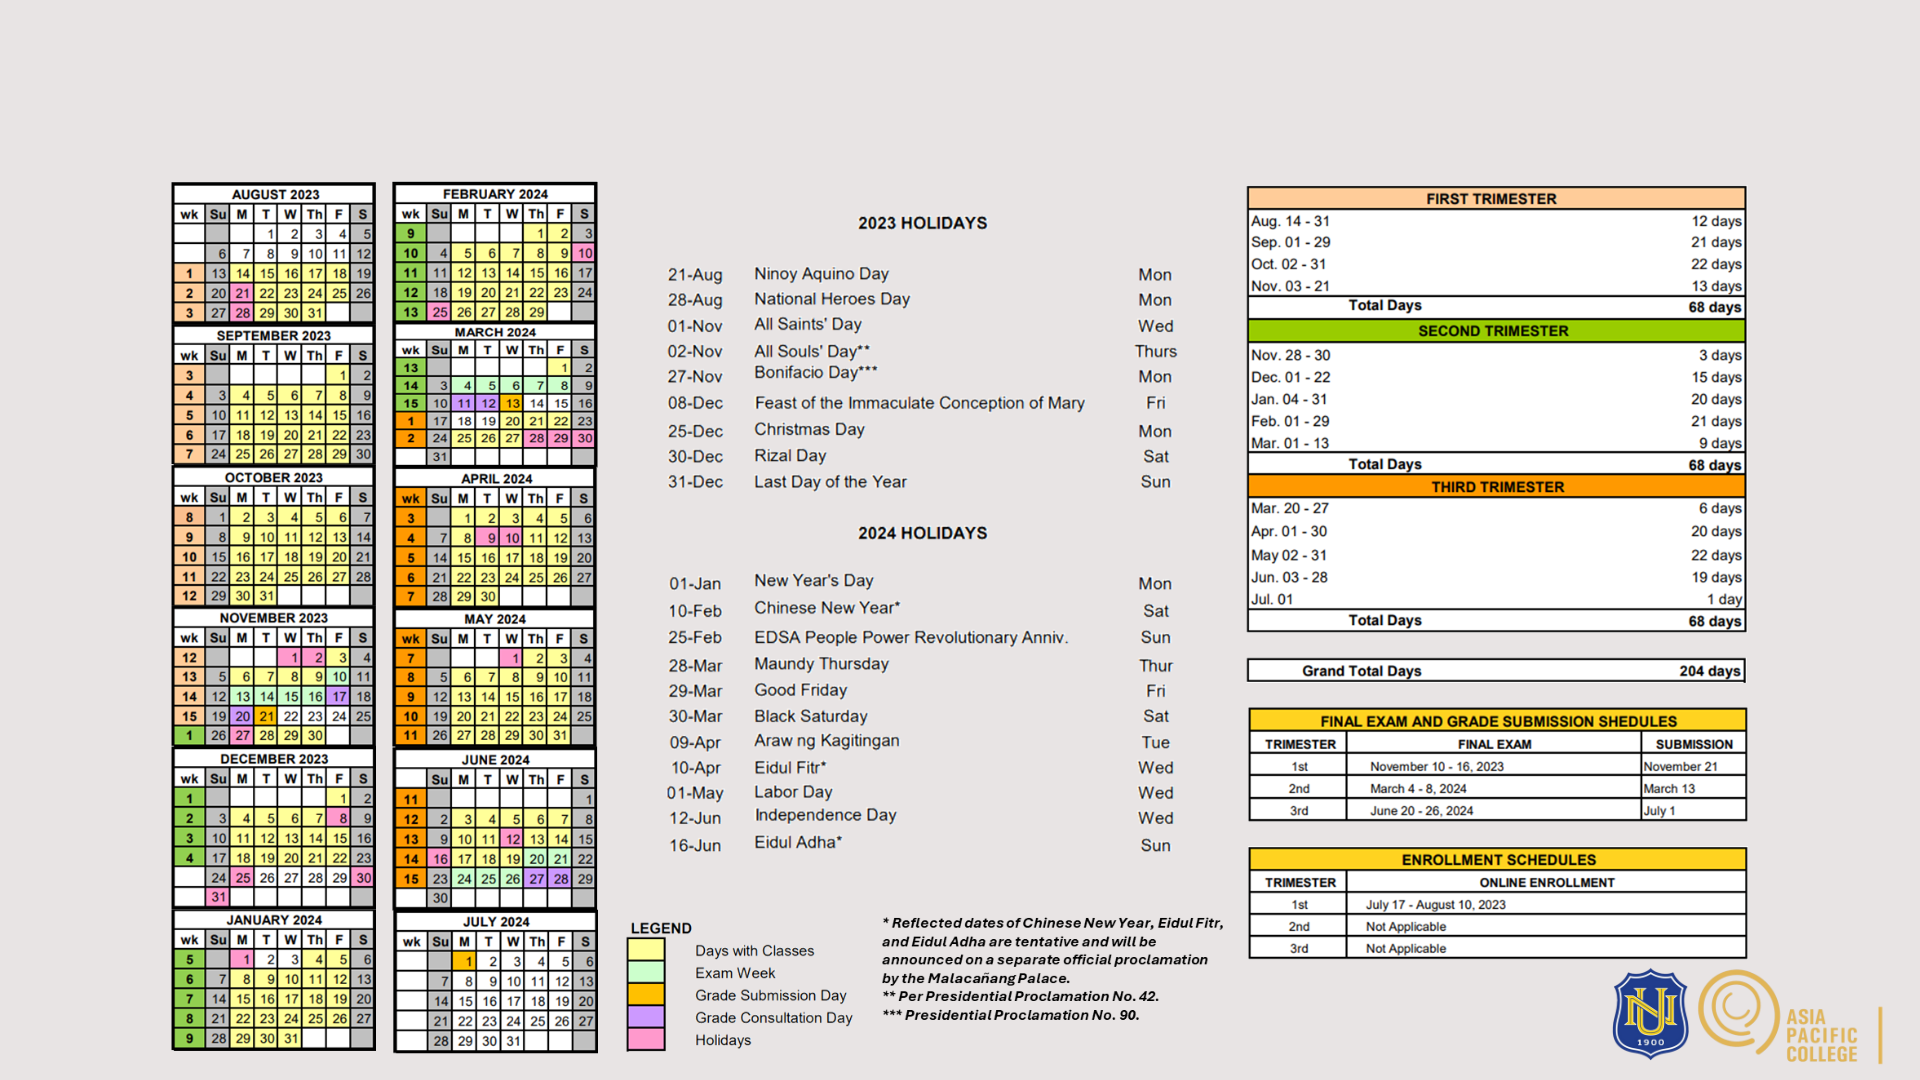 AUGUST 2023
wk Su M T W Th F S
1 2 3 4 5
6 7 8 9 10 11 12
1 13 14 15 16 17 18 19
2 20 21 22 23 24 25 26
3 27 28 29 30 31
SEPTEMBER 2023
wk Su M T W Th F S
3 1 2
4 3 4 5 6 7 8 9
5 10 11 12 13 14 15 16
6 17 18 19 20 21 22 23
7 24 25 26 27 28 29 30
OCTOBER 2023
wk Su M T W Th F S
8 1 2 3 4 5 6 7
9 8 9 10 11 12 13 14
10 15 16 17 18 19 20 21
11 22 23 24 25 26 27 28
12 29 30 31
NOVEMBER 2023
wk Su M T W Th F S
12 1 2 3 4
13 5 6 7 8 9 10 11
14 12 13 14 15 16 17 18
15 19 20 21 22 23 24 25
1 26 27 28 29 30
DECEMBER 2023
wk Su M T W Th F S
1 1 2
2 3 4 5 6 7 8 9
3 10 11 12 13 14 15 16
4 17 18 19 20 21 22 23
24 25 26 27 28 29 30
31
JANUARY 2024
wk Su M T W Th F S
5 1 2 3 4 5 6
6 7 8 9 10 11 12 13
7 14 15 16 17 18 19 20
8 21 22 23 24 25 26 27
9 28 29 30 31
FEBRUARY 2024
wk Su M T W Th F S
9 1 2 3
10 4 5 6 7 8 9 10
11 11 12 13 14 15 16 17
12 18 19 20 21 22 23 24
13 25 26 27 28 29
MARCH 2024
wk Su M T W Th F S
13 1 2
14 3 4 5 6 7 8 9
15 10 11 12 13 14 15 16
1 17 18 19 20 21 22 23
2 24 25 26 27 28 29 30
31
APRIL 2024
wk Su M T W Th F S
3 1 2 3 4 5 6
4 7 8 9 10 11 12 13
5 14 15 16 17 18 19 20
6 21 22 23 24 25 26 27
7 28 29 30
MAY 2024
wk Su M T W Th F S
7 1 2 3 4
8 5 6 7 8 9 10 11
9 12 13 14 15 16 17 18
10 19 20 21 22 23 24 25
11 26 27 28 29 30 31
JUNE 2024
Su M T W Th F S
11 1
12 2 3 4 5 6 7 8
13 9 10 11 12 13 14 15
14 16 17 18 19 20 21 22
15 23 24 25 26 27 28 29
30
JULY 2024
wk Su M T W Th F S
1 2 3 4 5 6
7 8 9 10 11 12 13
14 15 16 17 18 19 20
21 22 23 24 25 26 27
28 29 30 31
2023 HOLIDAYS
21-Aug Ninoy Aquino Day Mon
28-Aug National Heroes Day Mon
01-Nov All Saints' Day Wed
02-Nov All Souls' Day** Thurs
27-Nov Bonifacio Day*** Mon
08-Dec Feast of the Immaculate Conception of Mary Fri
25-Dec Christmas Day Mon
30-Dec Rizal Day Sat
31-Dec Last Day of the Year Sun
2024 HOLIDAYS
01-Jan New Year's Day Mon
10-Feb Chinese New Year* Sat
25-Feb EDSA People Power Revolutionary Anniv. Sun
28-Mar Maundy Thursday Thur
29-Mar Good Friday Fri
30-Mar Black Saturday Sat
09-Apr Araw ng Kagitingan Tue
10-Apr Eidul Fitr* Wed
01-May Labor Day Wed
12-Jun Independence Day Wed
16-Jun Eidul Adha* Sun
LEGEND
Days with Classes
Exam Week
Grade Submission Day
Grade Consultation Day
Holidays
* Reflected dates of Chinese New Year, Eidul Fitr,
and Eidul Adha are tentative and will be
announced on a separate official proclamation
by the Malacañang Palace.
** Per Presidential Proclamation No. 42.
*** Presidential Proclamation No. 90.
FIRST TRIMESTER
Aug. 14 - 31 12 days
Sep. 01 - 29 21 days
Oct. 02 - 31 22 days
Nov. 03 - 21 13 days
Total Days 68 days
SECOND TRIMESTER
Nov. 28 - 30 3 days
Dec. 01 - 22 15 days
Jan. 04 - 31 20 days
Feb. 01 - 29 21 days
Mar. 01 - 13 9 days
Total Days 68 days
THIRD TRIMESTER
Mar. 20 - 27 6 days
Apr. 01 - 30 20 days
May 02 - 31 22 days
Jun. 03 - 28 19 days
Jul. 01 1 day
Total Days 68 days
Grand Total Days 204 days
FINAL EXAM AND GRADE SUBMISSION SHEDULES
TRIMESTER FINAL EXAM SUBMISSION
1st November 10 - 16, 2023 November 21
2nd March 4 - 8, 2024 March 13
3rd June 20 - 26, 2024 July 1
ENROLLMENT SCHEDULES
TRIMESTER ONLINE ENROLLMENT
1st July 17 - August 10, 2023
2nd Not Applicable
3rd Not Applicable
NU
1900
ASIA
PACIFIC
COLLEGE